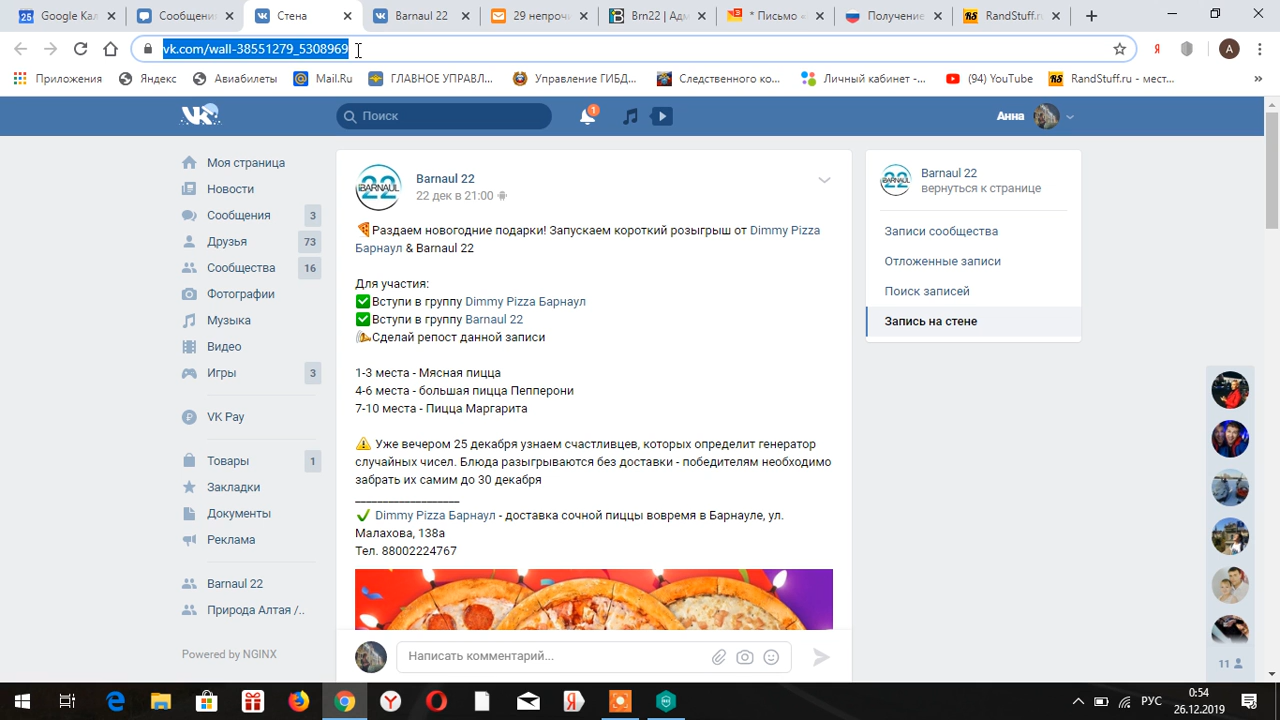 Google Кал
Сообщени
Стена
Barnaul 22
29 непроч
Brn22 | Адм
* Письмо «
Получение
RandStuff.ru
vk.com/wall-38551279_5308969
Я
A
Приложения
Яндекс
Авиабилеты
Mail.Ru
ГЛАВНОЕ УПРАВЛ...
Управление ГИБД...
Следственного ко...
Личный кабинет -...
(94) YouTube
RandStuff.ru - мест...
»
Поиск
1
Анна
Моя страница
Новости
Сообщения 3
Друзья 73
Сообщества 16
Фотографии
Музыка
Видео
Игры 3
VK Pay
Товары 1
Закладки
Документы
Реклама
Barnaul 22
Природа Алтая /..
Powered by NGINX
Barnaul 22
22 дек в 21:00
Раздаем новогодние подарки! Запускаем короткий розыгрыш от Dimmy Pizza
Барнаул & Barnaul 22
Для участия:
✅Вступи в группу Dimmy Pizza Барнаул
✅Вступи в группу Barnaul 22
Сделай репост данной записи
1-3 места - Мясная пицца
4-6 места - большая пицца Пепперони
7-10 места - Пицца Маргарита
⚠ Уже вечером 25 декабря узнаем счастливцев, которых определит генератор
случайных чисел. Блюда разыгрываются без доставки - победителям необходимо
забрать их самим до 30 декабря
___________________
✔ Dimmy Pizza Барнаул - доставка сочной пиццы вовремя в Барнауле, ул.
Малахова, 138а
Тел. 88002224767
Написать комментарий...
Barnaul 22
вернуться к странице
Записи сообщества
Отложенные записи
Поиск записей
Запись на стене
11
РУС
0:54
26.12.2019